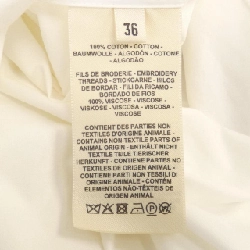 36
100% COTON - COTTON -
BAUMWOLLE - ALGODÓN - COTONE
- ALGODÃO
FILS DE BRODERIE - EMBROIDERY
THREADS - STICKGARNE - HILOS
DE BORDAR - FILI DA RICAMO -
BORDADO DE FIOS
100% VISCOSE - VISCOSE -
VISKOSE - VISCOSA - VISCOSA -
VISCOSE
CONTIENT DES PARTIES NON
TEXTILES D'ORIGINE ANIMALE -
CONTAINS NON TEXTILE PARTS OF
ANIMAL ORIGIN - ENTHÄLT NICHT
TEXTILE TEILE TIERISCHER
HERKUNFT - CONTIENE PARTES
NO TEXTILES DE ORIGEN ANIMAL -
CONTIENE PARTI NON TESSILI
DI ORIGINE ANIMALE - CONTÉM
ELEMENTOS NÃO-TÊXTEIS DE
ORIGEM ANIMAL